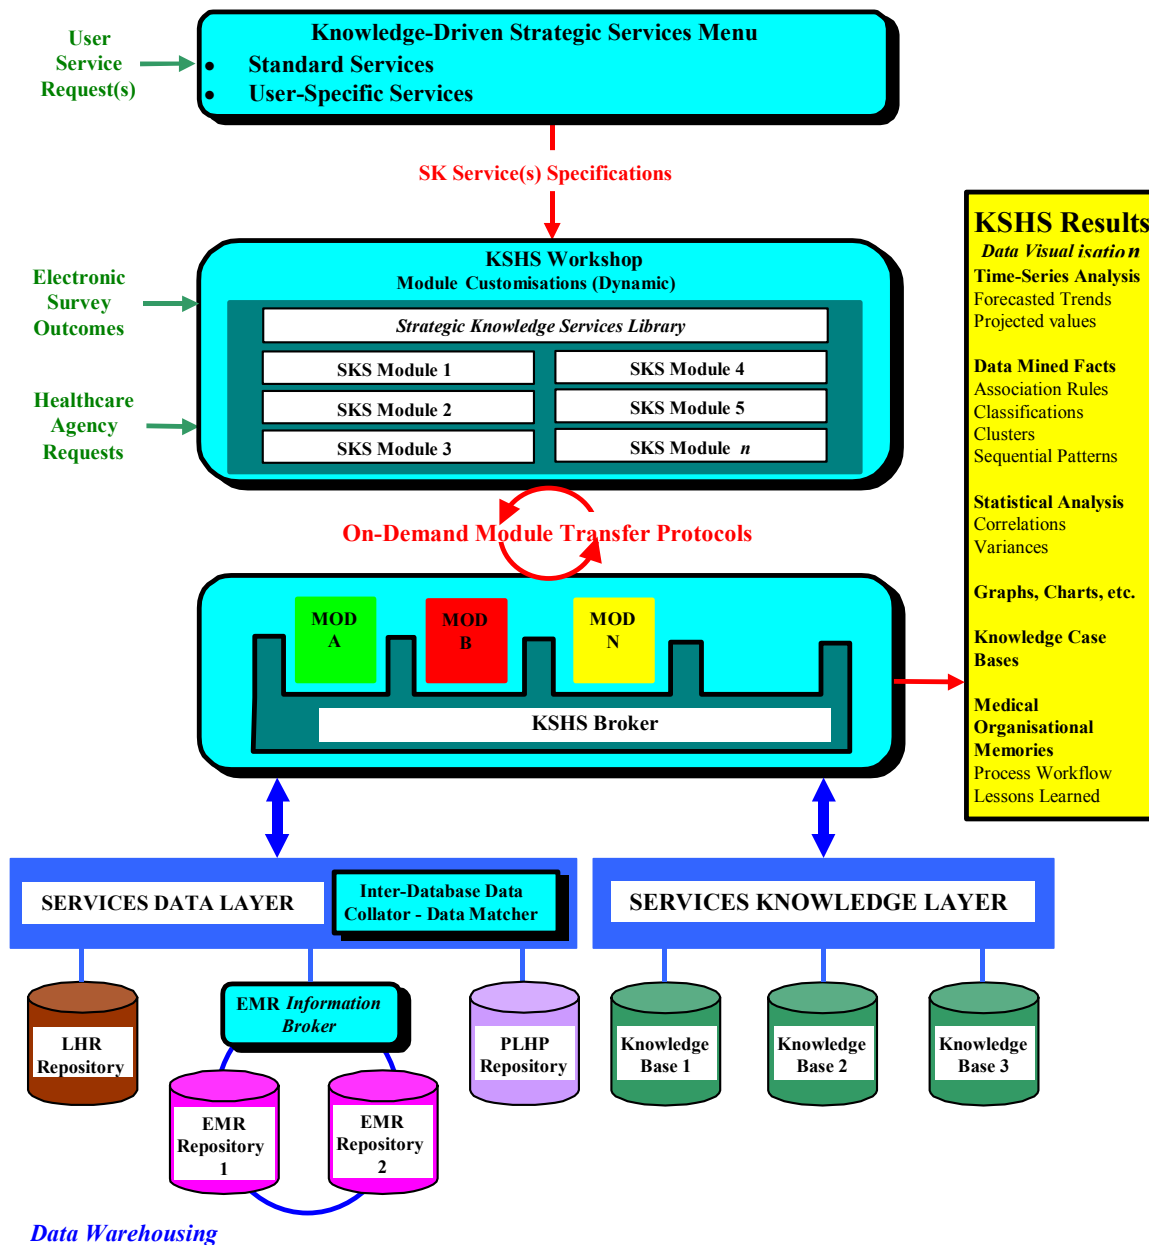 User
Service
Request(s)
Knowledge-Driven Strategic Services Menu
• Standard Services
• User-Specific Services
SK Service(s) Specifications
Electronic
Survey
Outcomes
Healthcare
Agency
Requests
KSHS Workshop
Module Customisations (Dynamic)
Strategic Knowledge Services Library
SKS Module 1
SKS Module 4
SKS Module 2
SKS Module 5
SKS Module 3
SKS Module n
On-Demand Module Transfer Protocols
MOD
A
MOD
B
MOD
N
KSHS Broker
KSHS Results
Data Visual isation
Time-Series Analysis
Forecasted Trends
Projected values
Data Mined Facts
Association Rules
Classifications
Clusters
Sequential Patterns
Statistical Analysis
Correlations
Variances
Graphs, Charts, etc.
Knowledge Case
Bases
Medical
Organisational
Memories
Process Workflow
Lessons Learned
SERVICES DATA LAYER
Inter-Database Data
Collator - Data Matcher
SERVICES KNOWLEDGE LAYER
LHR
Repository
EMR Information
Broker
EMR
Repository
1
EMR
Repository
2
PLHP
Repository
Knowledge
Base 1
Knowledge
Base 2
Knowledge
Base 3
Data Warehousing